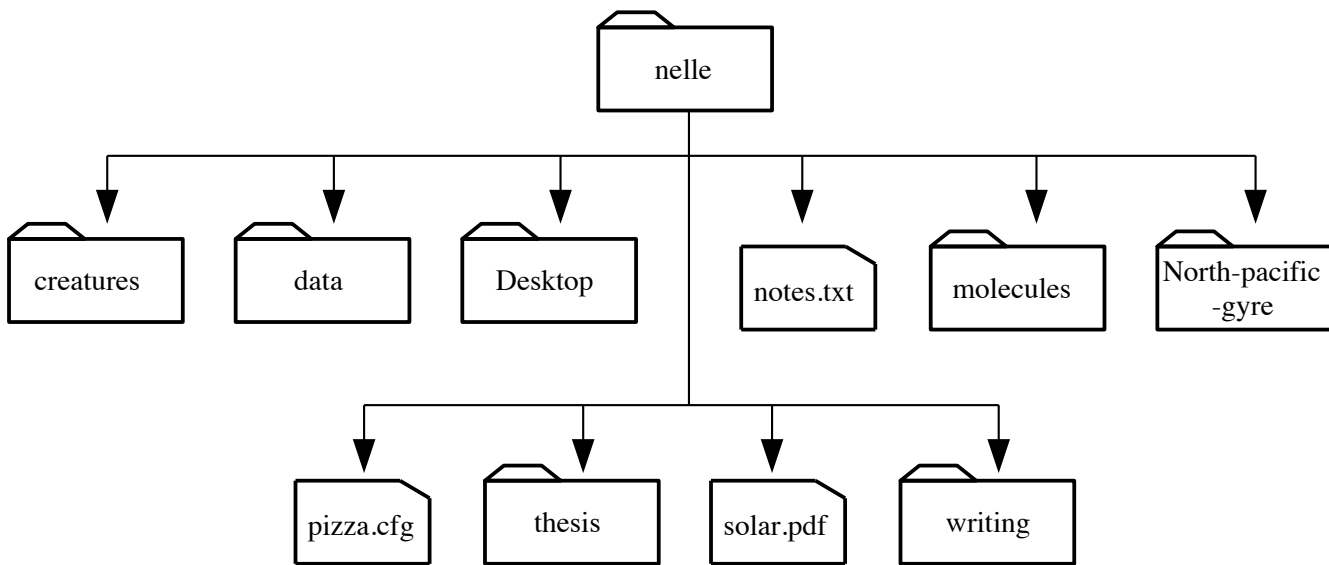 nelle
creatures
data
Desktop
notes.txt
molecules
North-pacific
-gyre
pizza.cfg
thesis
solar.pdf
writing